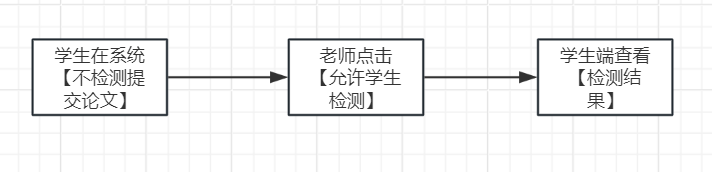 学生在系统
【不检测提
交论文】
老师点击
【允许学生
检测】
学生端查看
【检测结
果】